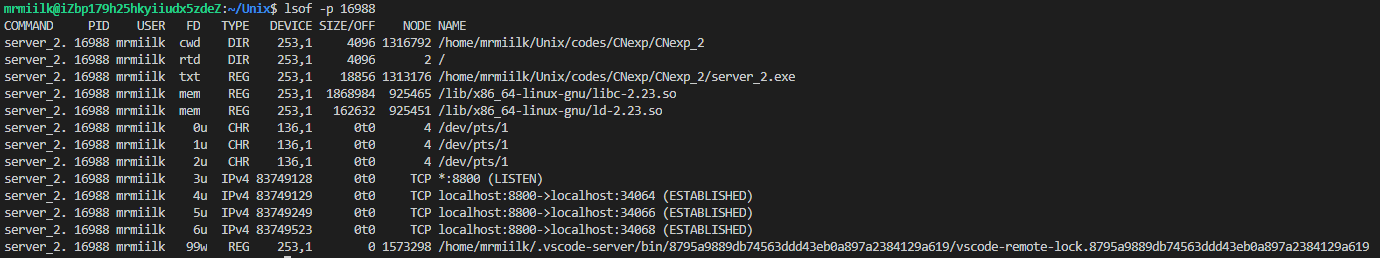 mrmiilk@iZbp179h25hkyiiudx5zdeZ:~/Unix$ lsof -p 16988
COMMAND     PID    USER   FD   TYPE   DEVICE SIZE/OFF    NODE NAME
server_2. 16988 mrmiilk  cwd    DIR    253,1     4096 1316792 /home/mrmiilk/Unix/codes/CNexp/CNexp_2
server_2. 16988 mrmiilk  rtd    DIR    253,1     4096       2 /
server_2. 16988 mrmiilk  txt    REG    253,1    18856 1313176 /home/mrmiilk/Unix/codes/CNexp/CNexp_2/server_2.exe
server_2. 16988 mrmiilk  mem    REG    253,1  1868984  925465 /lib/x86_64-linux-gnu/libc-2.23.so
server_2. 16988 mrmiilk  mem    REG    253,1   162632  925451 /lib/x86_64-linux-gnu/ld-2.23.so
server_2. 16988 mrmiilk    0u   CHR    136,1      0t0       4 /dev/pts/1
server_2. 16988 mrmiilk    1u   CHR    136,1      0t0       4 /dev/pts/1
server_2. 16988 mrmiilk    2u   CHR    136,1      0t0       4 /dev/pts/1
server_2. 16988 mrmiilk    3u  IPv4 83749128      0t0     TCP *:8800 (LISTEN)
server_2. 16988 mrmiilk    4u  IPv4 83749129      0t0     TCP localhost:8800->localhost:34064 (ESTABLISHED)
server_2. 16988 mrmiilk    5u  IPv4 83749249      0t0     TCP localhost:8800->localhost:34066 (ESTABLISHED)
server_2. 16988 mrmiilk    6u  IPv4 83749523      0t0     TCP localhost:8800->localhost:34068 (ESTABLISHED)
server_2. 16988 mrmiilk   99w   REG    253,1        0 1573298 /home/mrmiilk/.vscode-server/bin/8795a9889db74563ddd43eb0a897a2384129a619/vscode-remote-lock.8795a9889db74563ddd43eb0a897a2384129a619